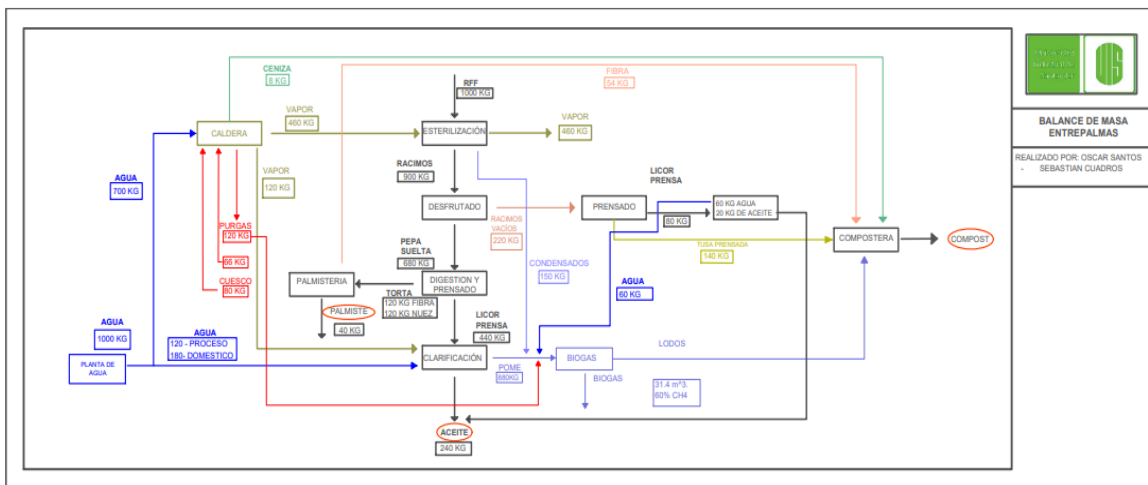 CENIZA
8 KG
FIBRA
54 KG
RFF
1000 KG
VAPOR
460 KG
CALDERA
ESTERILIZACIÓN
VAPOR
460 KG
BALANCE DE MASA
ENTREPALMAS
REALIZADO POR: OSCAR SANTOS
- SEBASTIAN CUADROS
AGUA
700 KG
VAPOR
120 KG
RACIMOS
900 KG
LICOR
PRENSA
DESFRUTADO
RACIMOS
VACÍOS
220 KG
PRENSADO
80 KG
60 KG AGUA
20 KG DE ACEITE
PURGAS
120 KG
66 KG
CUESCO
80 KG
PEPA
SUELTA
680 KG
TUSA PRENSADA
140 KG
COMPOSTERA
COMPOST
PALMISTERIA
DIGESTION Y
PRENSADO
TORTA
120 KG FIBRA
120 KG NUEZ
CONDENSADOS
150 KG
AGUA
60 KG
PALMISTE
40 KG
LICOR
PRENSA
440 KG
AGUA
1000 KG
AGUA
120 - PROCESO
180- DOMESTICO
PLANTA DE
AGUA
CLARIFICACIÓN
POME
680KG
BIOGAS
LODOS
BIOGAS
31.4 m³.
60% CH4
ACEITE
240 KG